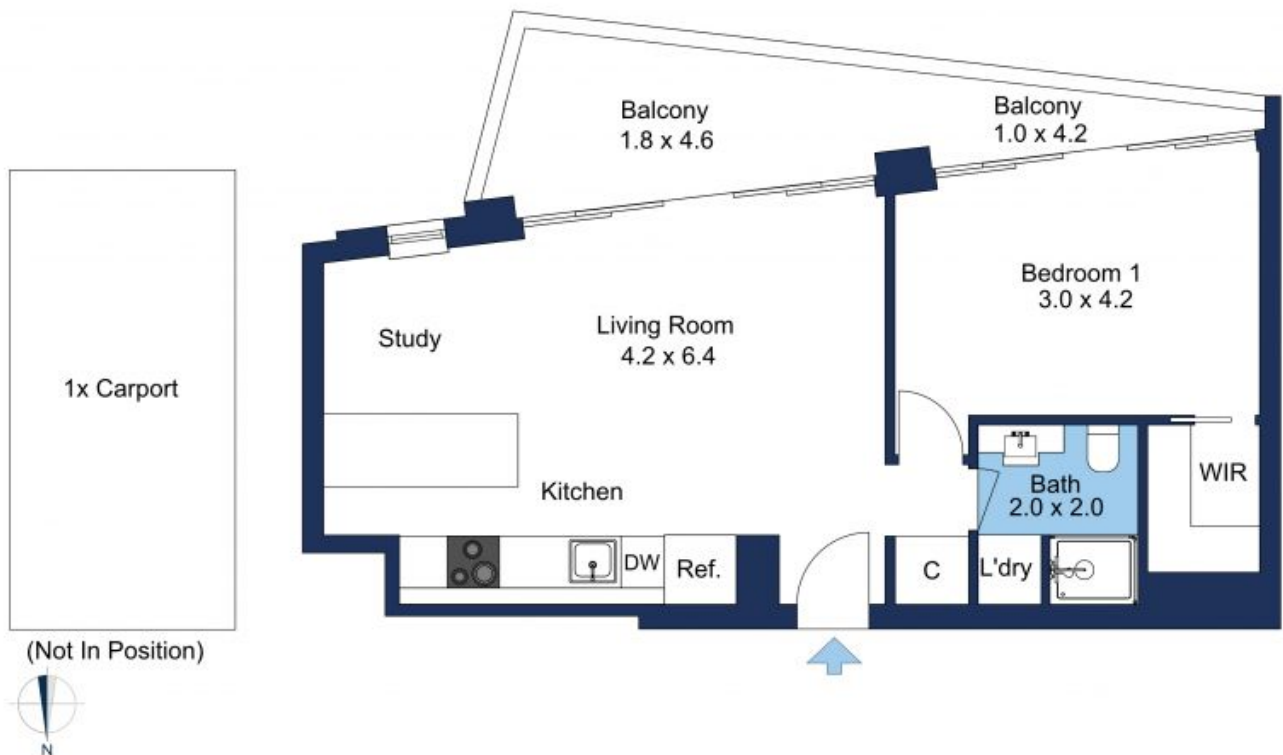 Balcony
1.8 x 4.6
Balcony
1.0 x 4.2
Bedroom 1
3.0 x 4.2
Living Room
4.2 x 6.4
Study
1x Carport
Kitchen
Bath
2.0 x 2.0
WIR
DW
Ref.
C
L'dry
(Not In Position)
N